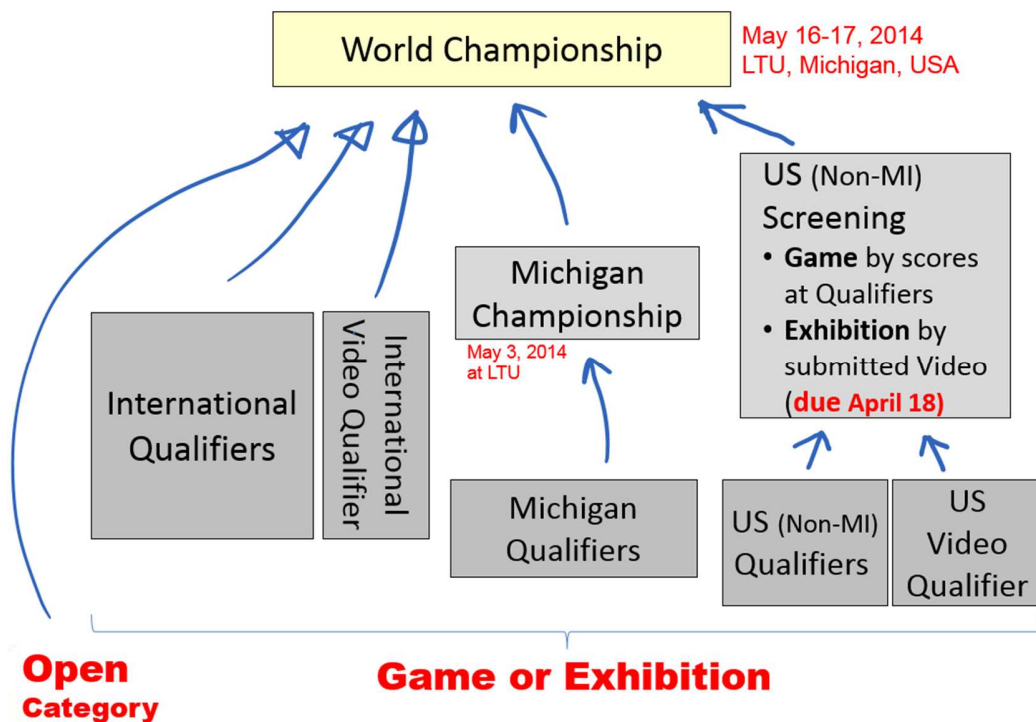 World Championship
May 16-17, 2014
LTU, Michigan, USA
US (Non-MI)
Screening
• Game by scores
at Qualifiers
• Exhibition by
submitted Video
(due April 18)
Michigan
Championship
May 3, 2014
at LTU
International
Qualifiers
International
Video Qualifier
Michigan
Qualifiers
US (Non-MI)
Qualifiers
US
Video
Qualifier
Open
Category
Game or Exhibition